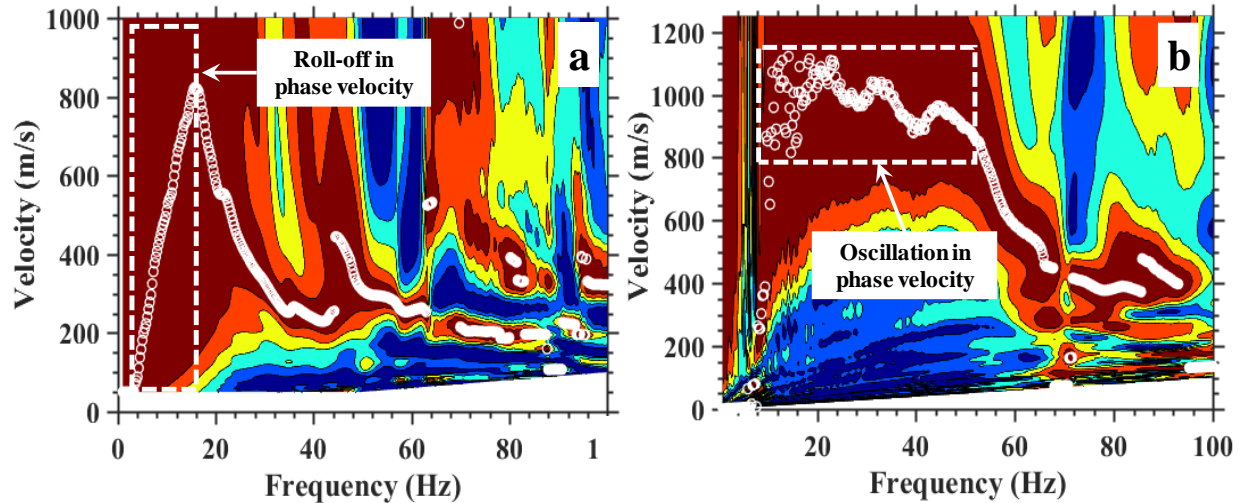 1000
800
600
400
200
0
Velocity (m/s)
Roll-off in
phase velocity
a
0
20
40
60
80
1
Frequency (Hz)
1200
1000
800
600
400
200
0
Velocity (m/s)
b
Oscillation in
phase velocity
20
40
60
80
100
Frequency (Hz)